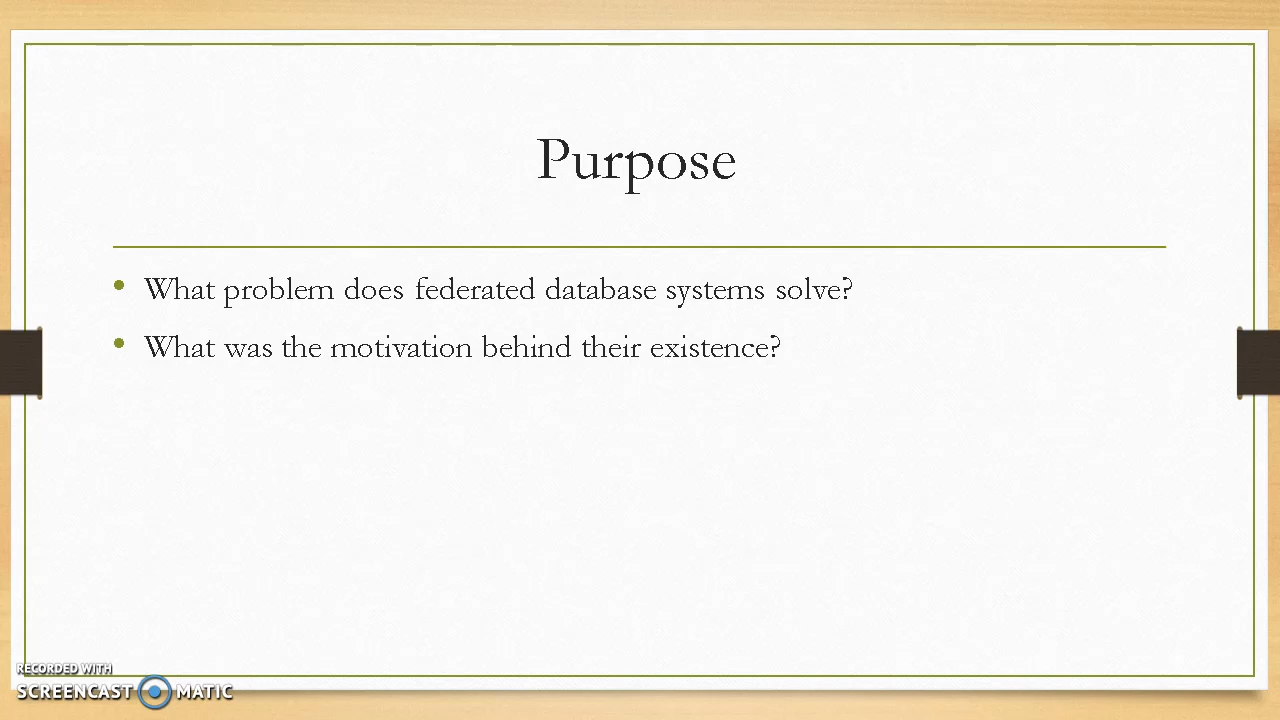 Purpose
• What problem does federated database systems solve?
• What was the motivation behind their existence?
RECORDED WITH
SCREENCAST MATIC